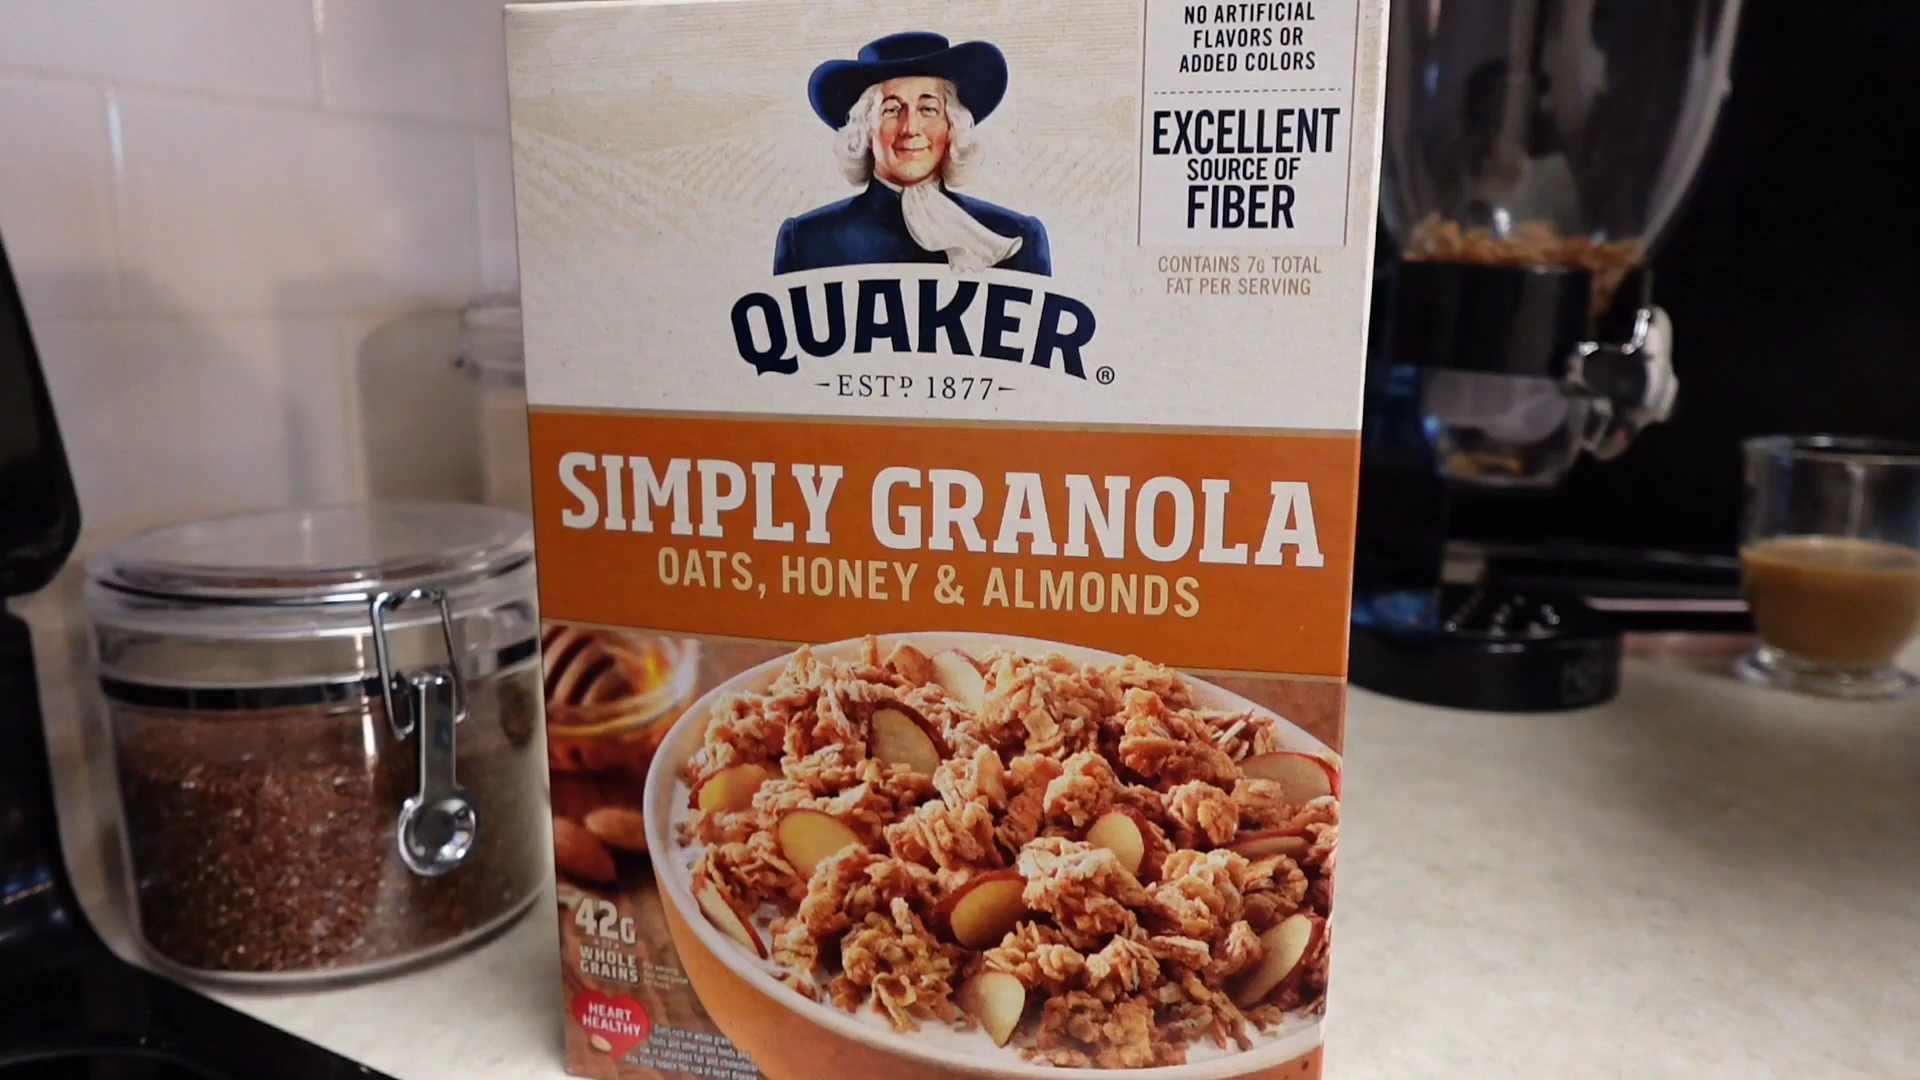 NO ARTIFICIAL
FLAVORS OR
ADDED COLORS
EXCELLENT
SOURCE OF
FIBER
CONTAINS 7g TOTAL
FAT PER SERVING
QUAKER®
-ESTD 1877-
SIMPLY GRANOLA
OATS, HONEY & ALMONDS
42g
OF
WHOLE
GRAINS
HEART
HEALTHY